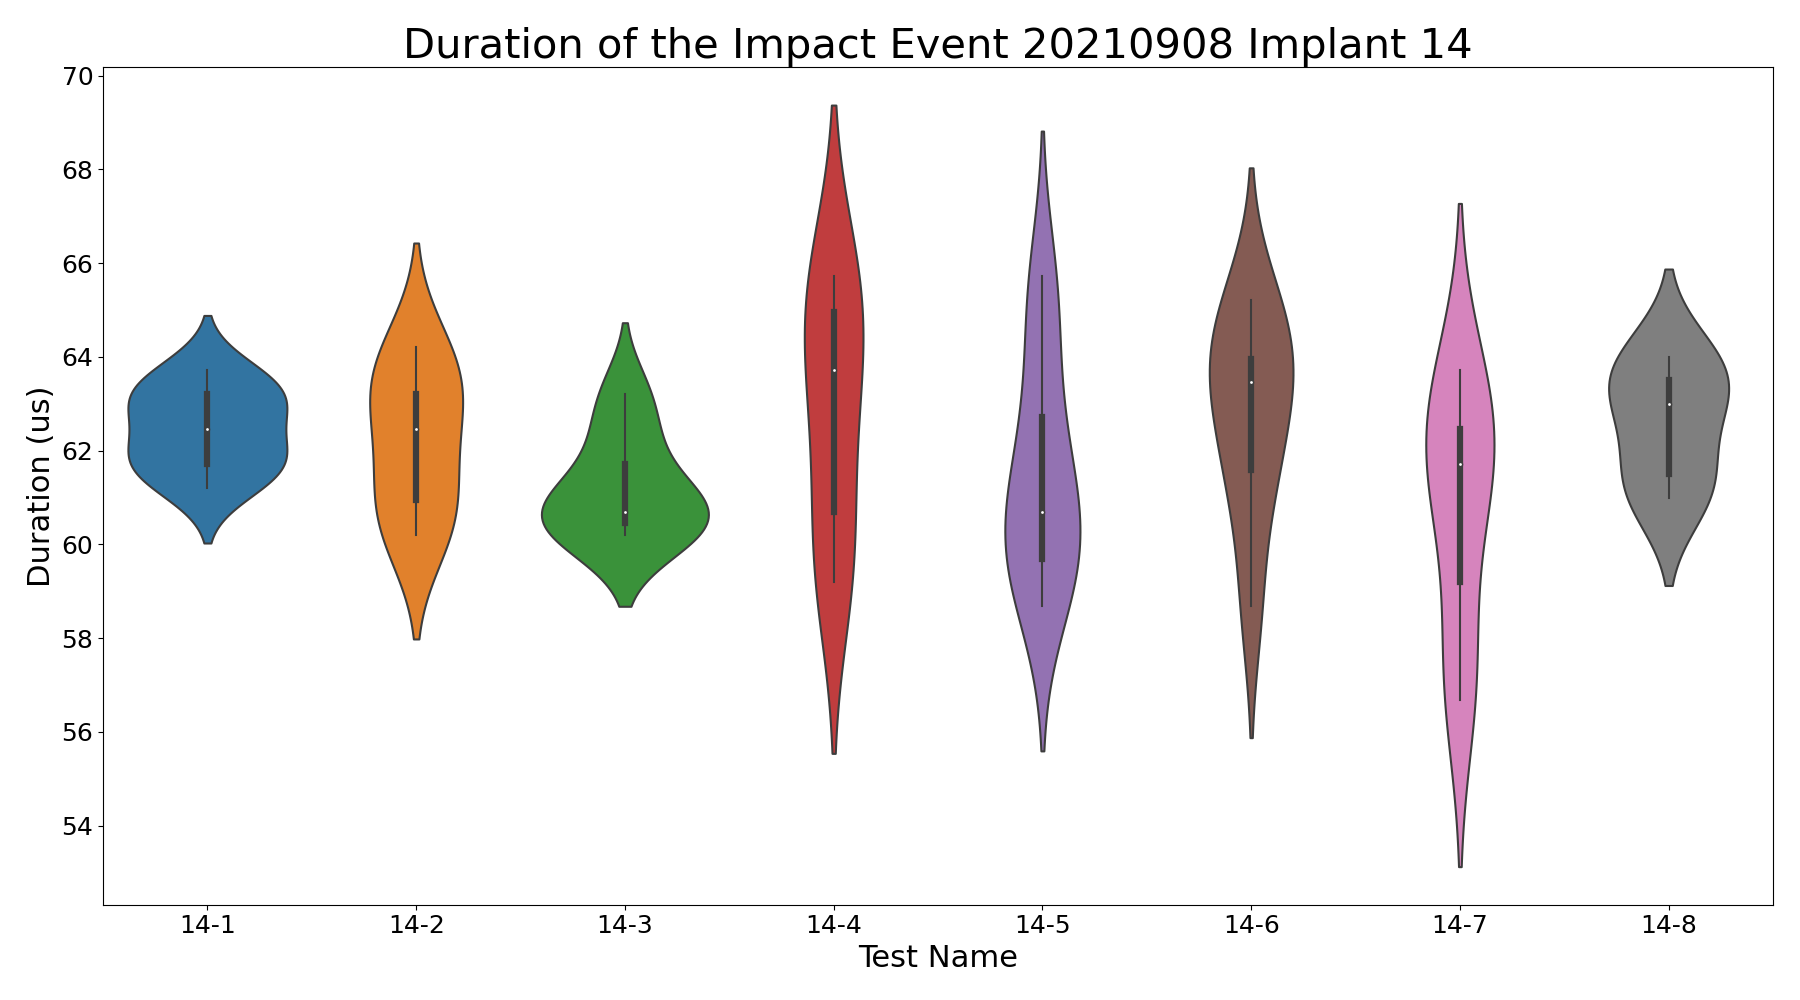 Duration of the Impact Event 20210908 Implant 14
70
68
66
64
62
60
58
56
54
Duration (us)
14-1 14-2 14-3 14-4 14-5 14-6 14-7 14-8
Test Name